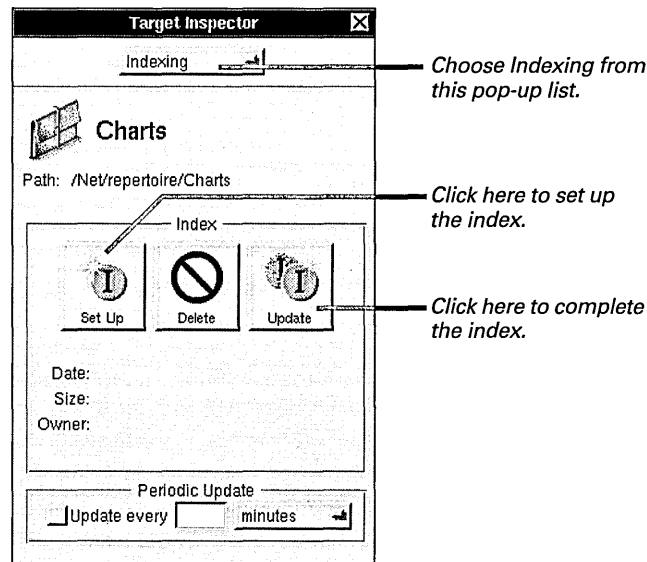 Target Inspector
Indexing
Choose Indexing from
this pop-up list.
Charts
Path: /Net/repertoire/Charts
Click here to set up
the index.
Index
Set Up
Delete
Update
Click here to complete
the index.
Date:
Size:
Owner:
Periodic Update
Update every
minutes